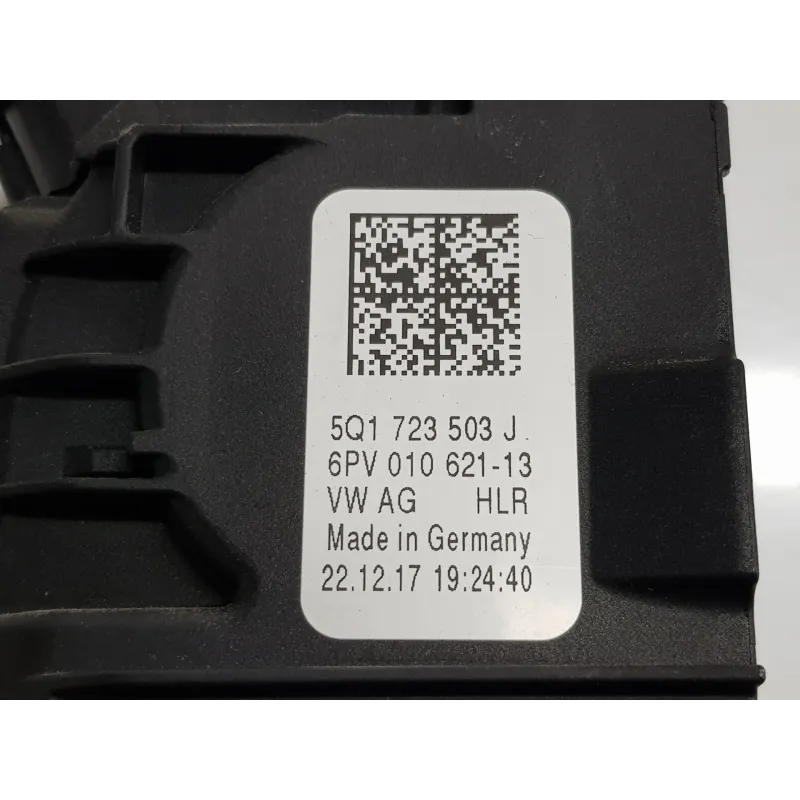 5Q1 723 503 J.
6PV 010 621-13
VW AG HLR
Made in Germany
22.12.17 19:24:40